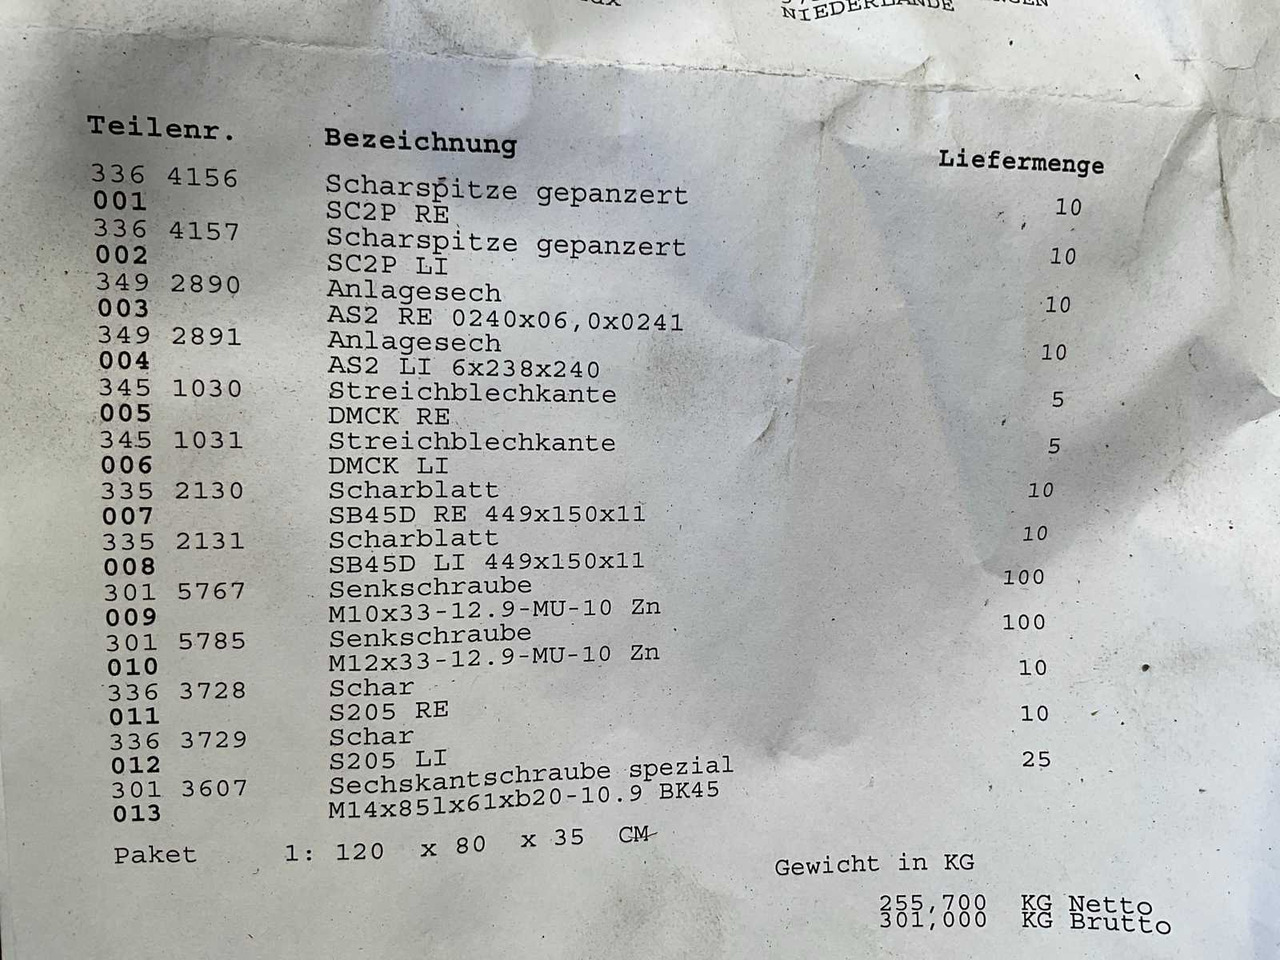 NIEDERLANDE
Teilenr. Bezeichnung Liefermenge
336 4156 Scharspitze gepanzert 10
001 SC2P RE
336 4157 Scharspitze gepanzert 10
002 SC2P LI
349 2890 Anlagesech 10
003 AS2 RE 0240x06,0x0241
349 2891 Anlagesech 10
004 AS2 LI 6x238x240
345 1030 Streichblechkante 5
005 DMCK RE
345 1031 Streichblechkante 5
006 DMCK LI
335 2130 Scharblatt 10
007 SB45D RE 449x150x11
335 2131 Scharblatt 10
008 SB45D LI 449x150x11
301 5767 Senkschraube 100
009 M10x33-12.9-MU-10 Zn
301 5785 Senkschraube 100
010 M12x33-12.9-MU-10 Zn
336 3728 Schar 10
011 S205 RE
336 3729 Schar 10
012 S205 LI
301 3607 Sechskantschraube spezial 25
013 M14x85lx61xb20-10.9 BK45
Paket 1: 120 x 80 x 35 CM
Gewicht in KG
255,700 KG Netto
301,000 KG Brutto